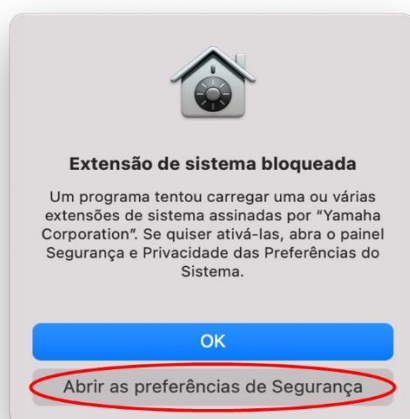 Extensão de sistema bloqueada
Um programa tentou carregar uma ou várias
extensões de sistema assinadas por "Yamaha
Corporation". Se quiser ativá-las, abra o painel
Segurança e Privacidade das Preferências do
Sistema.
OK
Abrir as preferências de Segurança